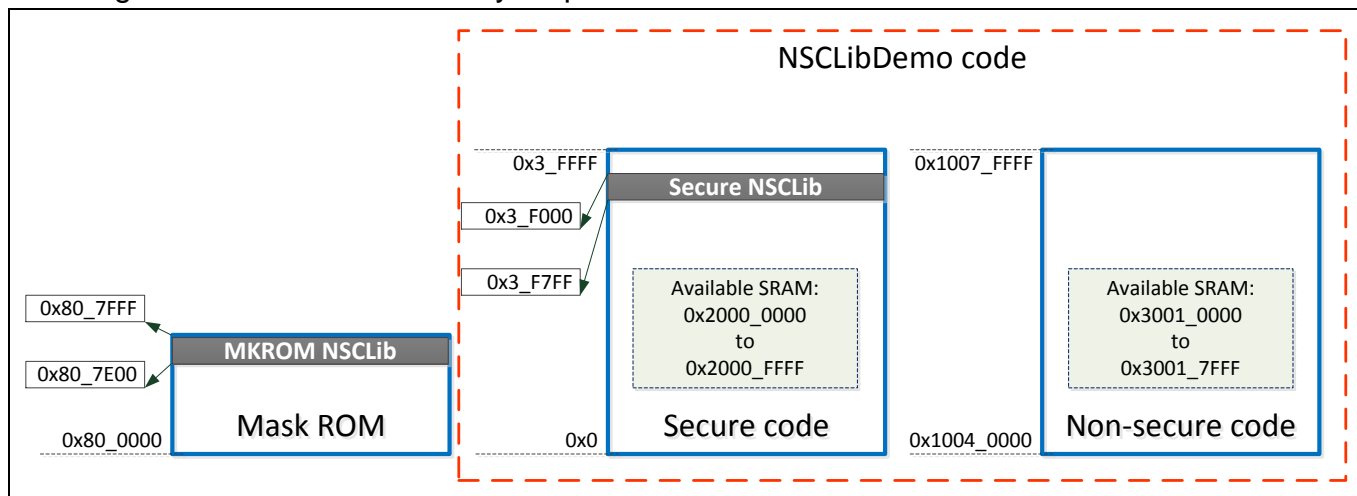 NSCLibDemo code
0x3_FFFF
0x1007_FFFF
Secure NSCLib
0x3_F000
0x3_F7FF
Available SRAM:
0x2000_0000
to
0x2000_FFFF
Available SRAM:
0x3001_0000
to
0x3001_7FFF
0x80_7FFF
MKROM NSCLib
0x80_7E00
Mask ROM
Secure code
Non-secure code
0x80_0000
0x0
0x1004_0000